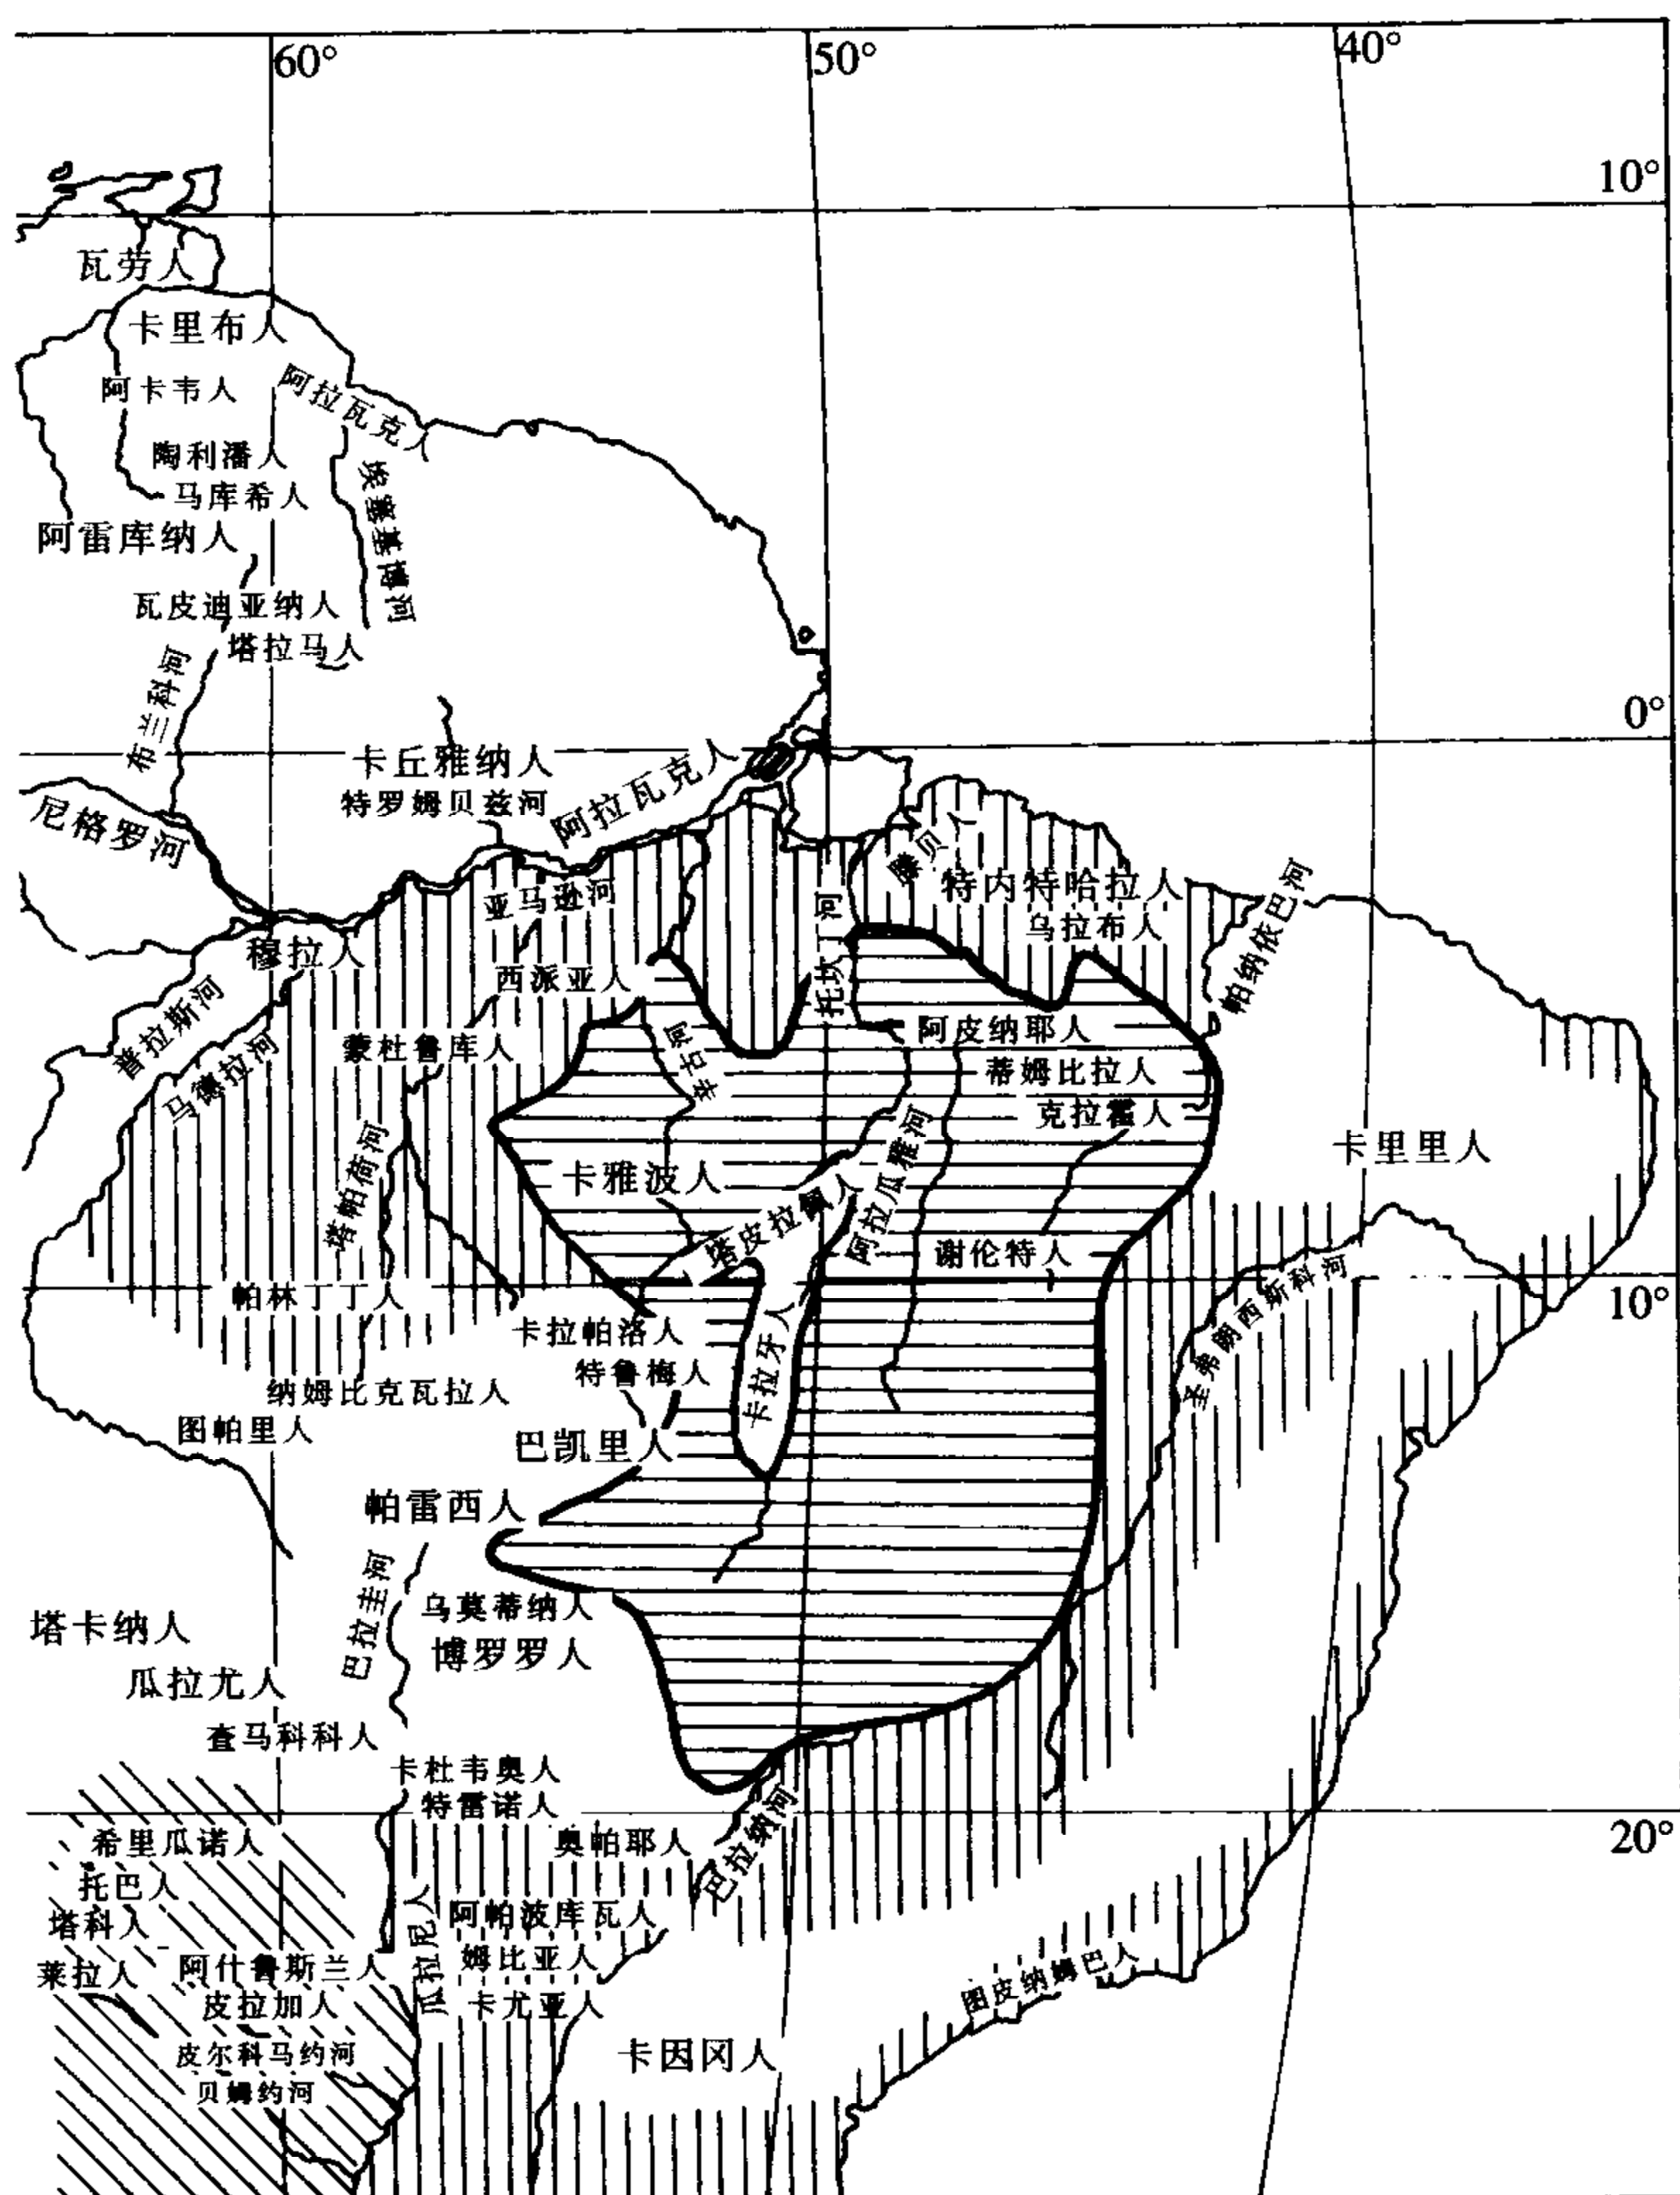 60°
50°
40°
10°
瓦劳人
卡里布人
阿卡韦人
阿拉瓦克人
陶利潘人
马库希人
阿雷库纳人
瓦皮迪亚纳人
塔拉马人
布兰科河
0°
卡丘雅纳人
特罗姆贝兹河
阿拉瓦克人
尼格罗河
特内特哈拉人
乌拉布人
亚马逊河
托坎丁河
帕纳依巴河
穆拉人
西派亚人
普拉斯河
马德拉河
蒙杜鲁库人
辛古河
阿皮纳耶人
蒂姆比拉人
克拉霍人
塔帕荷河
卡雅波人
卡里里人
塔皮拉佩人
阿拉瓜雅河
谢伦特人
圣弗朗西斯科河
10°
帕林丁丁人
卡拉帕洛人
特鲁梅人
卡拉牙人
纳姆比克瓦拉人
图帕里人
巴凯里人
帕雷西人
巴拉圭河
乌莫蒂纳人
博罗罗人
塔卡纳人
瓜拉尤人
查马科科人
卡杜韦奥人
特雷诺人
20°
希里瓜诺人
奥帕耶人
巴拉纳河
托巴人
塔科人
瓜拉尼人
阿帕波库瓦人
莱拉人
阿什鲁斯兰人
姆比亚人
皮拉加人
卡尤亚人
图皮纳姆巴人
皮尔科马约河
贝姆约河
卡因冈人